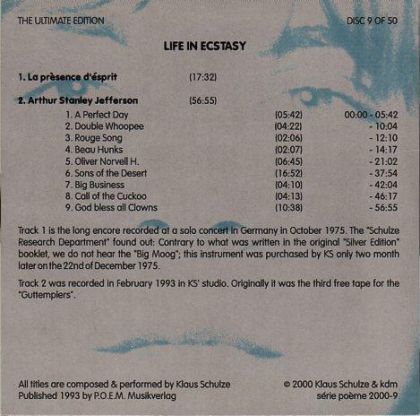 THE ULTIMATE EDITION DISC 9 OF 50
LIFE IN ECSTASY
1. La prèsence d'ésprit (17:32)
2. Arthur Stanley Jefferson (56:55)
1. A Perfect Day (05:42) 00:00 - 05:42
2. Double Whoopee (04:22) - 10:04
3. Rouge Song (02:06) - 12:10
4. Beau Hunks (02:07) - 14:17
5. Oliver Norvell H. (06:45) - 21:02
6. Sons of the Desert (16:52) - 37:54
7. Big Business (04:10) - 42:04
8. Call of the Cuckoo (04:13) - 46:17
9. God bless all Clowns (10:38) - 56:55
Track 1 is the long encore recorded at a solo concert in Germany in October 1975. The "Schulze
Research Department" found out: Contrary to what was written in the original "Silver Edition"
booklet, we do not hear the "Big Moog"; this instrument was purchased by KS only two month
later on the 22nd of December 1975.
Track 2 was recorded in February 1993 in KS' studio. Originally it was the third free tape for the
"Guttemplers".
All titles are composed & performed by Klaus Schulze © 2000 Klaus Schulze & kdm
Published 1993 by P.O.E.M. Musikverlag série poème 2000-9